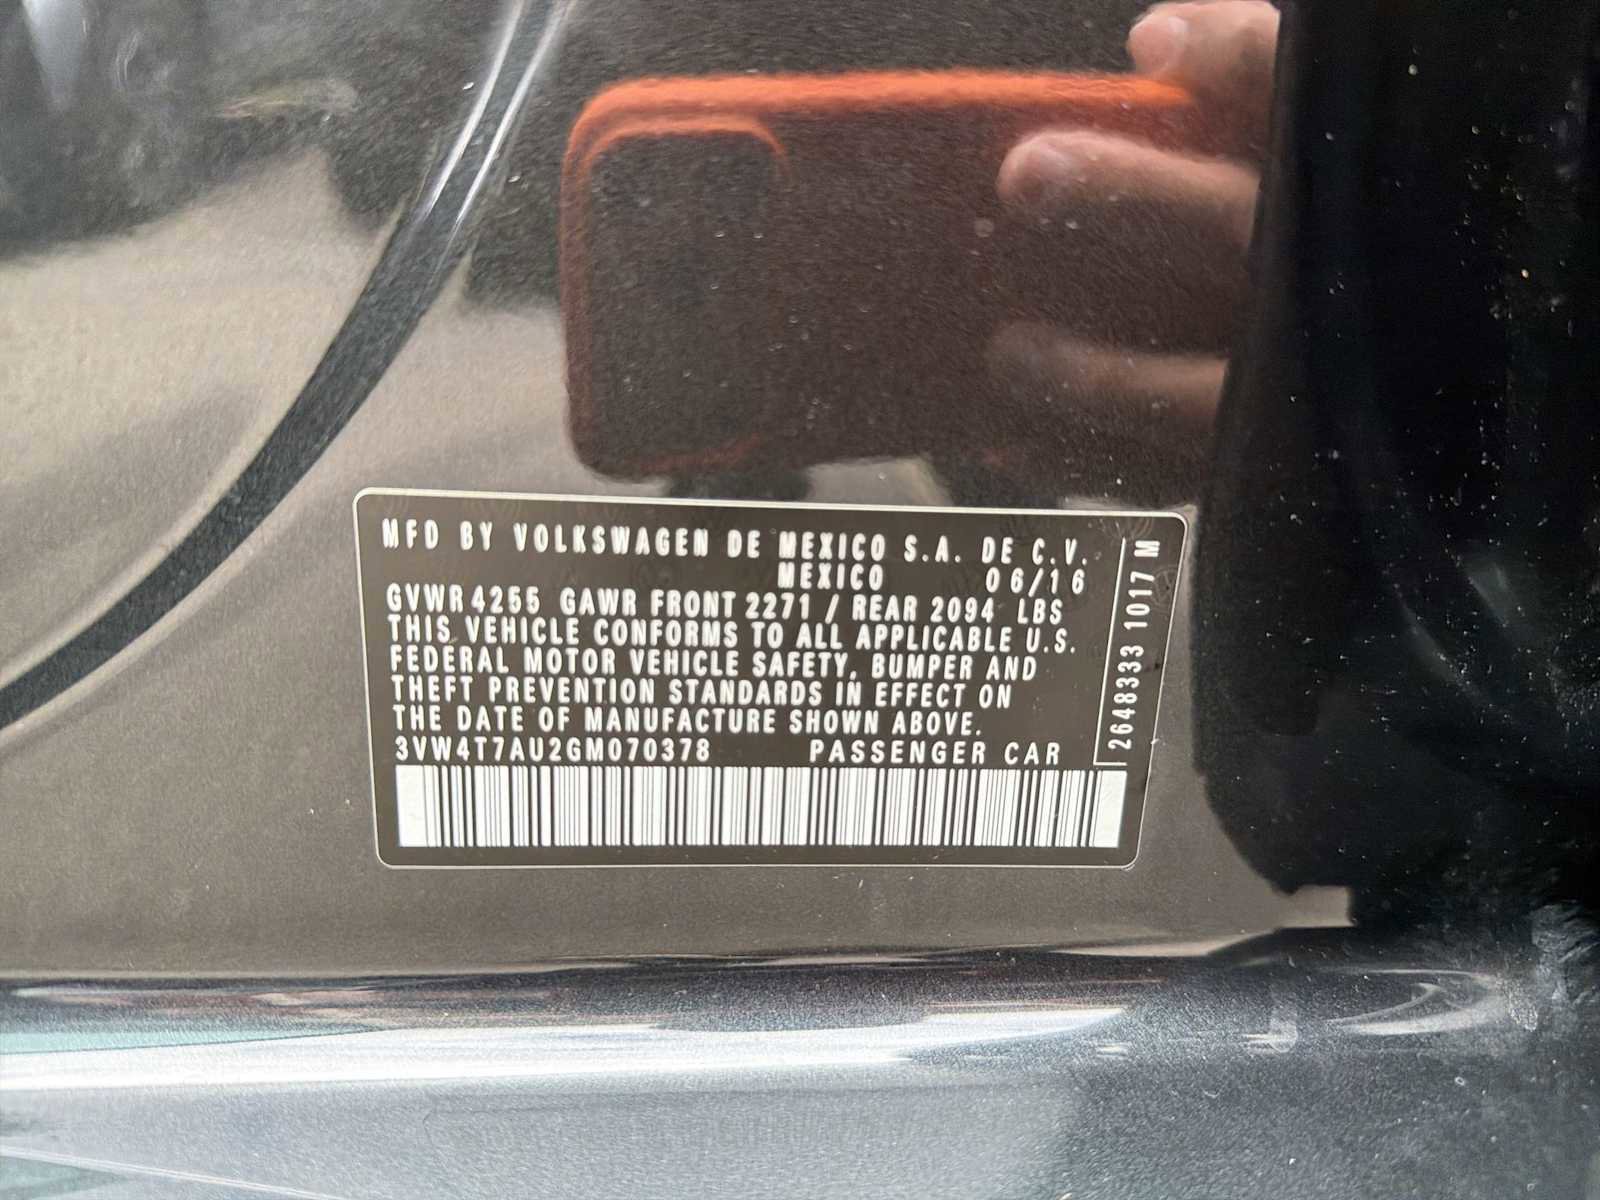 MFD BY VOLKSWAGEN DE MEXICO S.A. DE C.V.
MEXICO 06/16
GVWR 4255 GAWR FRONT 2271 / REAR 2094 LBS
THIS VEHICLE CONFORMS TO ALL APPLICABLE U.S.
FEDERAL MOTOR VEHICLE SAFETY, BUMPER AND
THEFT PREVENTION STANDARDS IN EFFECT ON
THE DATE OF MANUFACTURE SHOWN ABOVE.
3VW4T7AU2GM070378 PASSENGER CAR
2648333 1017 M